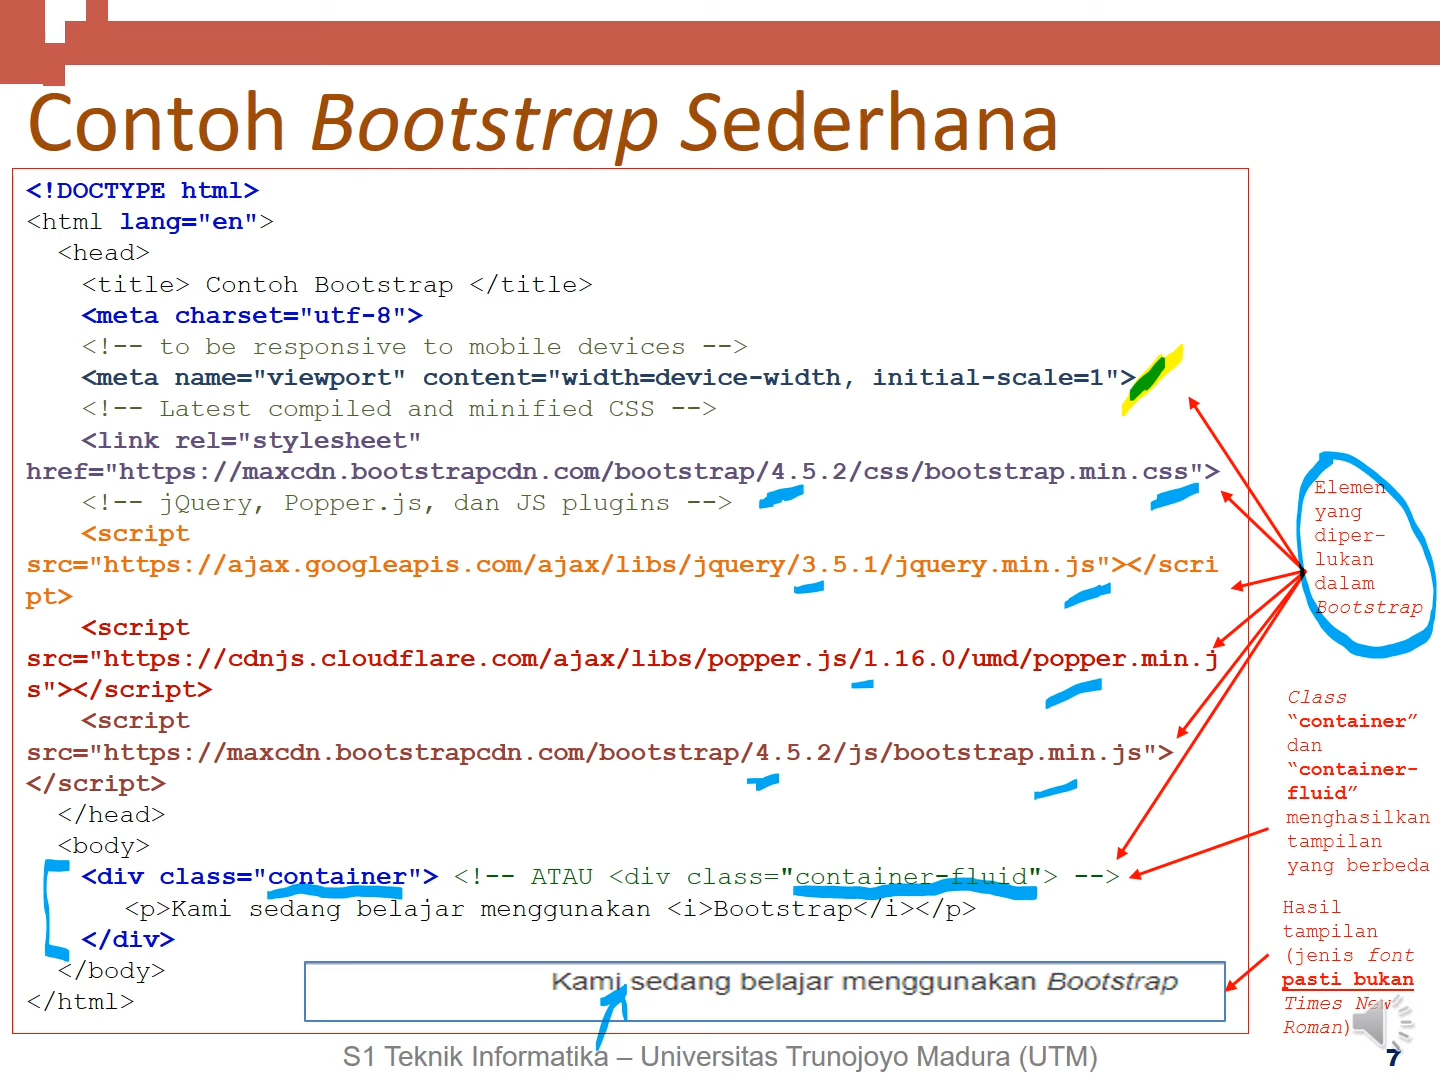 Contoh Bootstrap Sederhana
<!DOCTYPE html>
<html lang="en">
<head>
<title> Contoh Bootstrap </title>
<meta charset="utf-8">
<!-- to be responsive to mobile devices -->
<meta name="viewport" content="width=device-width, initial-scale=1">
<!-- Latest compiled and minified CSS -->
<link rel="stylesheet"
href="https://maxcdn.bootstrapcdn.com/bootstrap/4.5.2/css/bootstrap.min.css">
<!-- jQuery, Popper.js, dan JS plugins -->
<script
src="https://ajax.googleapis.com/ajax/libs/jquery/3.5.1/jquery.min.js"></scri
pt>
<script
src="https://cdnjs.cloudflare.com/ajax/libs/popper.js/1.16.0/umd/popper.min.j
s"></script>
<script
src="https://maxcdn.bootstrapcdn.com/bootstrap/4.5.2/js/bootstrap.min.js">
</script>
</head>
<body>
<div class="container"> <!-- ATAU <div class="container-fluid"> -->
<p>Kami sedang belajar menggunakan <i>Bootstrap</i></p>
</div>
</body>
</html>
Kami sedang belajar menggunakan Bootstrap
Elemen
yang
diper-
lukan
dalam
Bootstrap
Class
“container”
dan
“container-
fluid”
menghasilkan
tampilan
yang berbeda
Hasil
tampilan
(jenis font
pasti bukan
Times New
Roman)
S1 Teknik Informatika – Universitas Trunojoyo Madura (UTM)
7